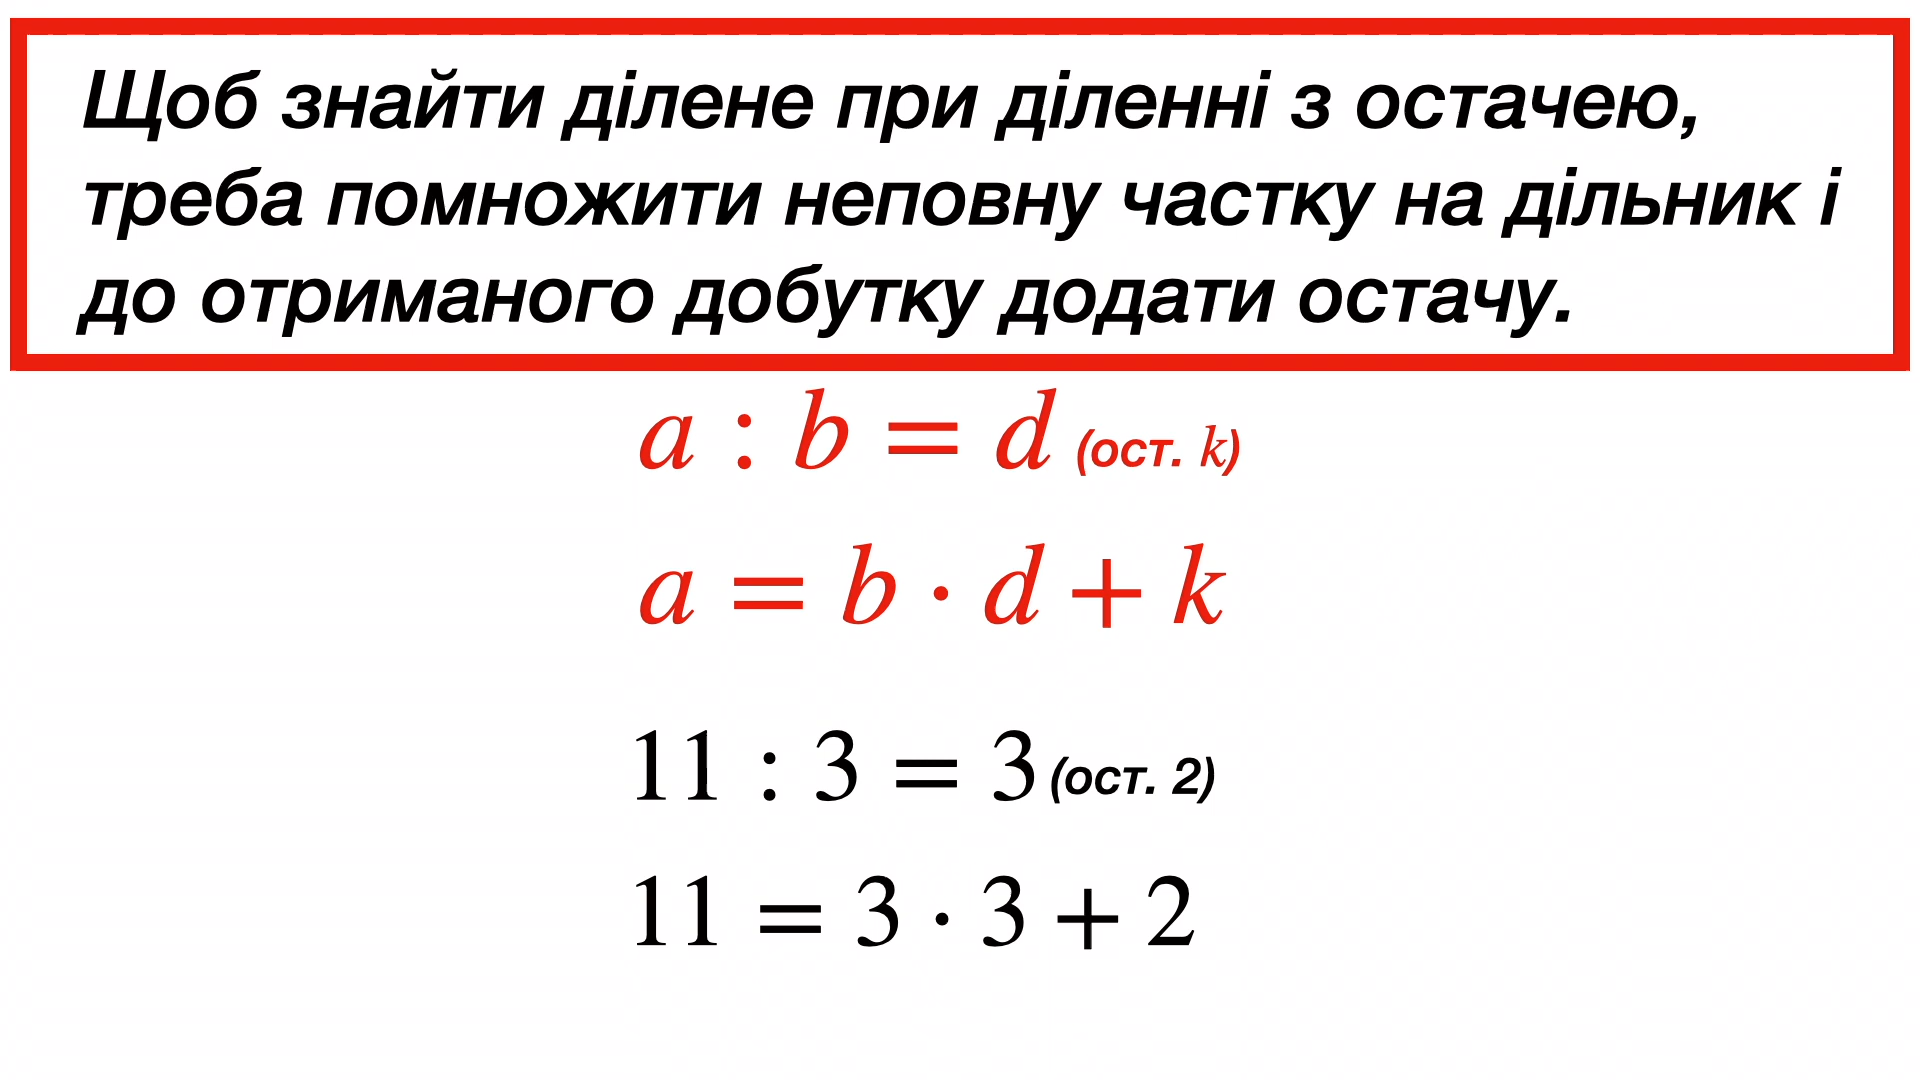 Щоб знайти ділене при діленні з остачею,
треба помножити неповну частку на дільник і
до отриманого добутку додати остачу.
a : b = d (ост. k)
a = b · d + k
11 : 3 = 3 (ост. 2)
11 = 3 · 3 + 2